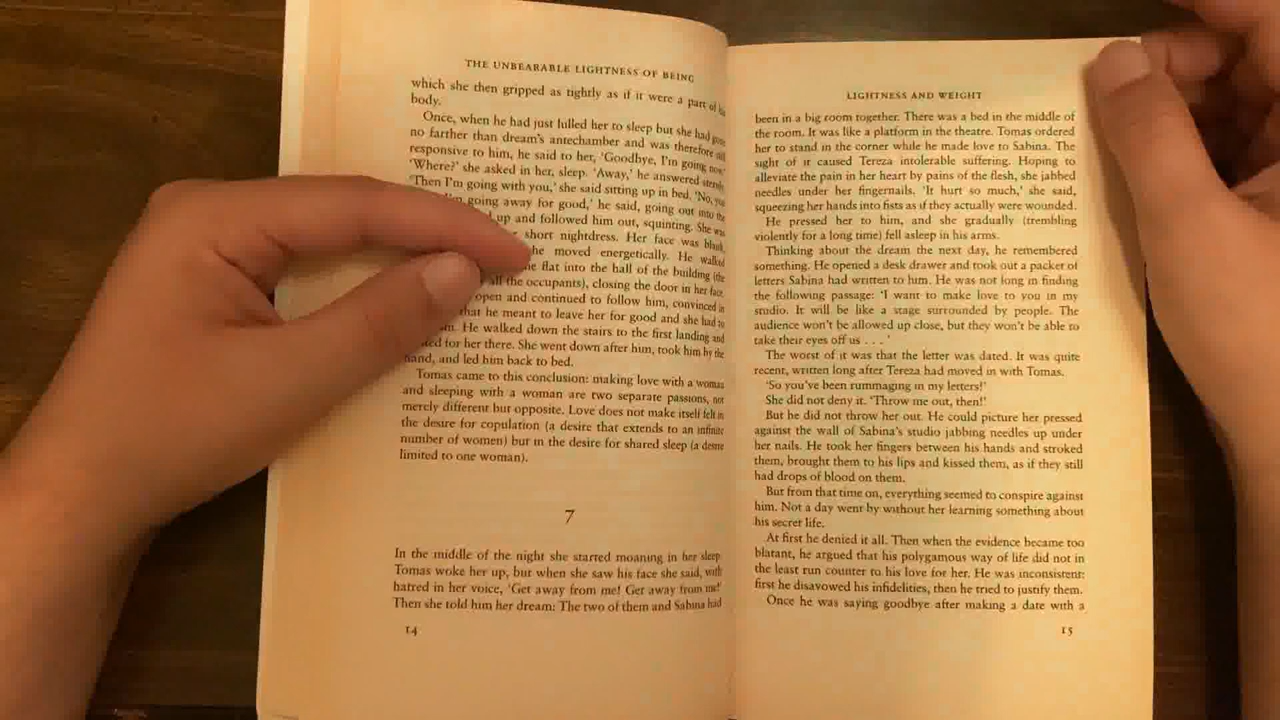 THE UNBEARABLE LIGHTNESS OF BEING
which she then gripped as tightly as if it were a part of his
body.
Once, when he had just lulled her to sleep but she had gone
no farther than dream's antechamber and was therefore still
responsive to him, he said to her, 'Goodbye, I'm going now.'
'Where?' she asked in her, sleep. 'Away,' he answered sternly.
'Then I'm going with you,' she said sitting up in bed. 'No, you
I'm going away for good,' he said, going out into the
up and followed him out, squinting. She was
short nightdress. Her face was blank,
she moved energetically. He walked
flat into the hall of the building (the
all the occupants), closing the door in her face.
open and continued to follow him, convinced in
that he meant to leave her for good and she had to
him. He walked down the stairs to the first landing and
for her there. She went down after him, took him by the
hand, and led him back to bed.
Tomas came to this conclusion: making love with a woman
and sleeping with a woman are two separate passions, not
merely different but opposite. Love does not make itself felt in
the desire for copulation (a desire that extends to an infinite
number of women) but in the desire for shared sleep (a desire
limited to one woman).
7
In the middle of the night she started moaning in her sleep.
Tomas woke her up, but when she saw his face she said, with
hatred in her voice, 'Get away from me! Get away from me!'
Then she told him her dream: The two of them and Sabina had
14
LIGHTNESS AND WEIGHT
been in a big room together. There was a bed in the middle of
the room. It was like a platform in the theatre. Tomas ordered
her to stand in the corner while he made love to Sabina. The
sight of it caused Tereza intolerable suffering. Hoping to
alleviate the pain in her heart by pains of the flesh, she jabbed
needles under her fingernails. 'It hurt so much,' she said,
squeezing her hands into fists as if they actually were wounded.
He pressed her to him, and she gradually (trembling
violently for a long time) fell asleep in his arms.
Thinking about the dream the next day, he remembered
something. He opened a desk drawer and took out a packet of
letters Sabina had written to him. He was not long in finding
the following passage: 'I want to make love to you in my
studio. It will be like a stage surrounded by people. The
audience won't be allowed up close, but they won't be able to
take their eyes off us . . . '
The worst of it was that the letter was dated. It was quite
recent, written long after Tereza had moved in with Tomas.
'So you've been rummaging in my letters!'
She did not deny it. 'Throw me out, then!'
But he did not throw her out. He could picture her pressed
against the wall of Sabina's studio jabbing needles up under
her nails. He took her fingers between his hands and stroked
them, brought them to his lips and kissed them, as if they still
had drops of blood on them.
But from that time on, everything seemed to conspire against
him. Not a day went by without her learning something about
his secret life.
At first he denied it all. Then when the evidence became too
blatant, he argued that his polygamous way of life did not in
the least run counter to his love for her. He was inconsistent:
first he disavowed his infidelities, then he tried to justify them.
Once he was saying goodbye after making a date with a
15